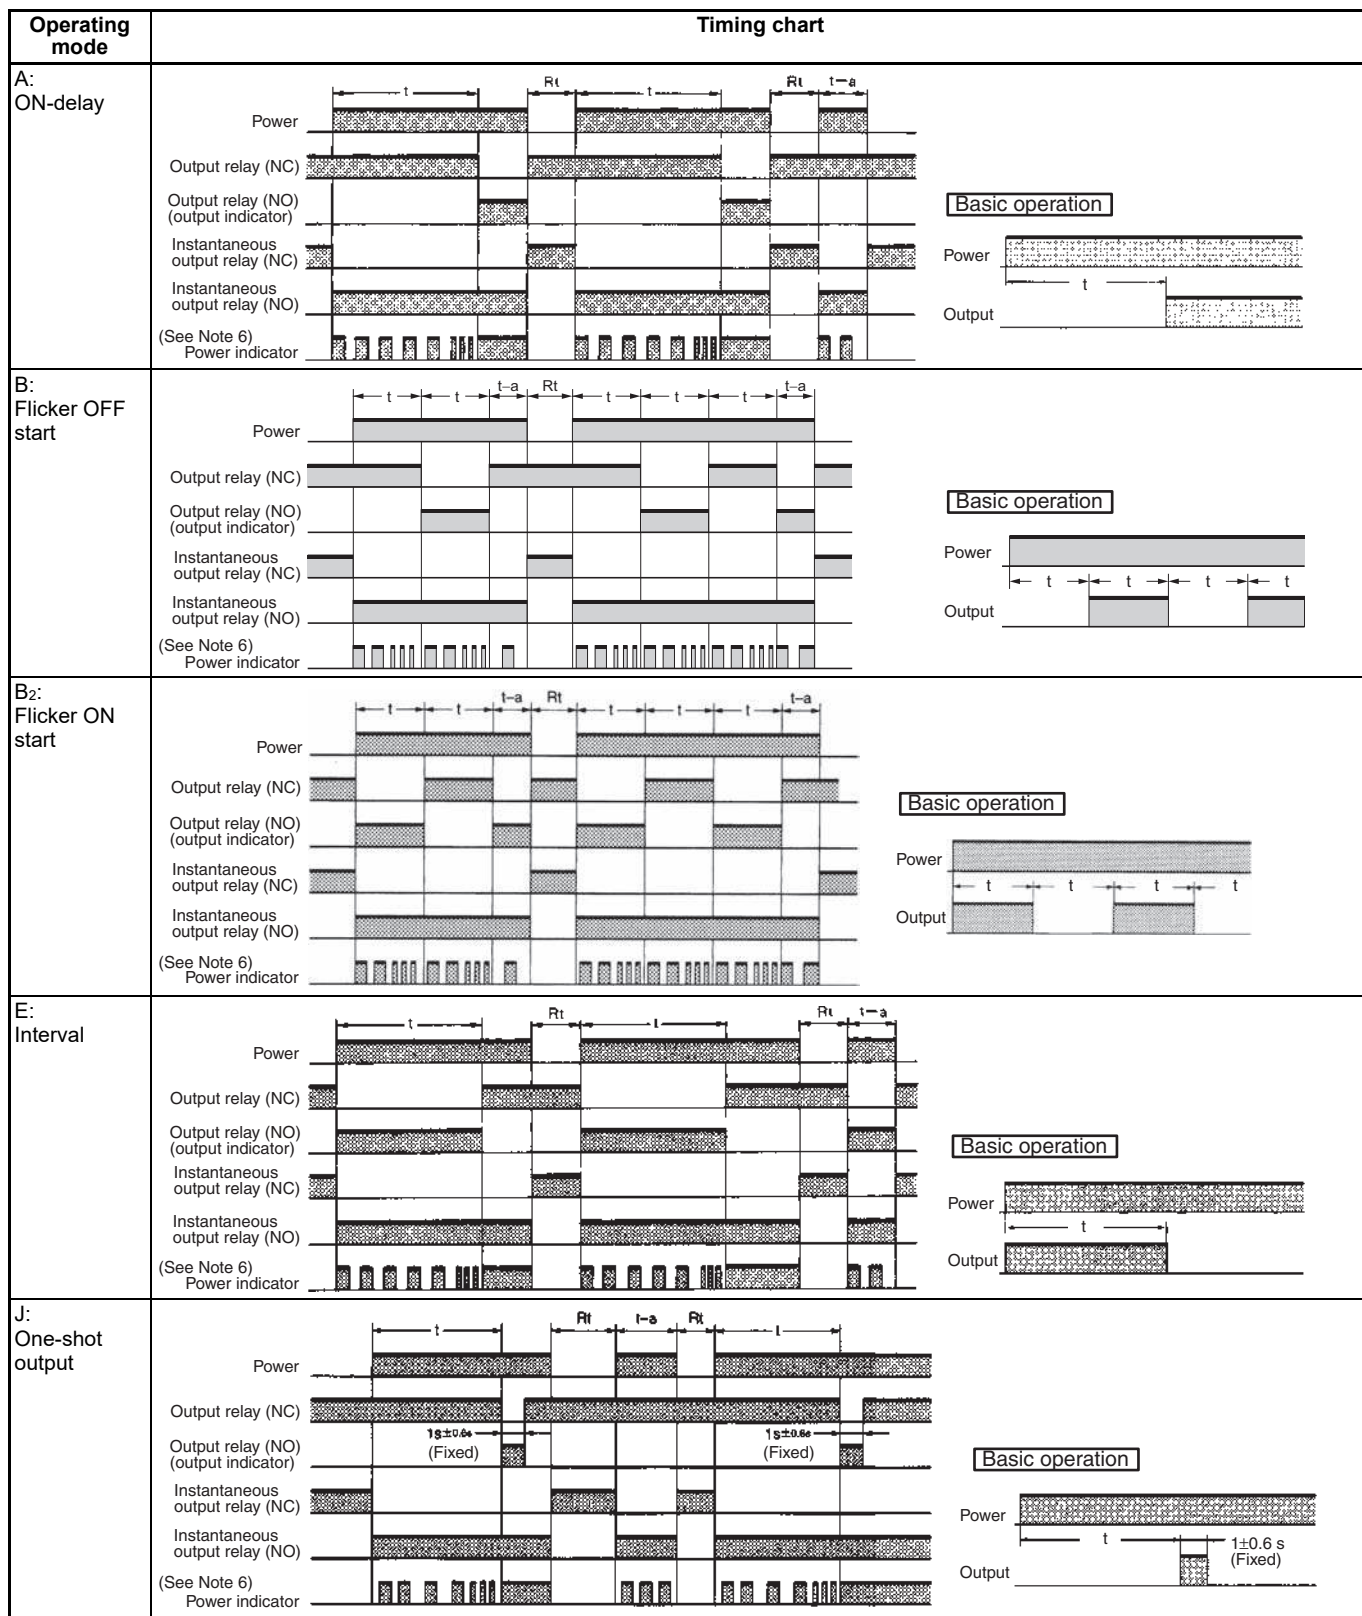 Operating mode
Timing chart
A:
ON-delay
t
Rt
t
Rt
t–a
Power
Output relay (NC)
Output relay (NO)
(output indicator)
Instantaneous
output relay (NC)
Instantaneous
output relay (NO)
(See Note 6)
Power indicator
Basic operation
Power
t
Output
B:
Flicker OFF
start
t
t
t–a
Rt
t
t
t
t–a
Power
Output relay (NC)
Output relay (NO)
(output indicator)
Instantaneous
output relay (NC)
Instantaneous
output relay (NO)
(See Note 6)
Power indicator
Basic operation
Power
t
t
t
t
Output
B2:
Flicker ON
start
t
t
t–a
Rt
t
t
t
t–a
Power
Output relay (NC)
Output relay (NO)
(output indicator)
Instantaneous
output relay (NC)
Instantaneous
output relay (NO)
(See Note 6)
Power indicator
Basic operation
Power
t
t
t
t
Output
E:
Interval
t
Rt
t
Rt
t–a
Power
Output relay (NC)
Output relay (NO)
(output indicator)
Instantaneous
output relay (NC)
Instantaneous
output relay (NO)
(See Note 6)
Power indicator
Basic operation
Power
t
Output
J:
One-shot
output
t
Rt
t–a
Rt
t
Power
Output relay (NC)
Output relay (NO)
(output indicator)
1s±0.6s
(Fixed)
1s±0.6s
(Fixed)
Instantaneous
output relay (NC)
Instantaneous
output relay (NO)
(See Note 6)
Power indicator
Basic operation
Power
t
1±0.6 s
(Fixed)
Output